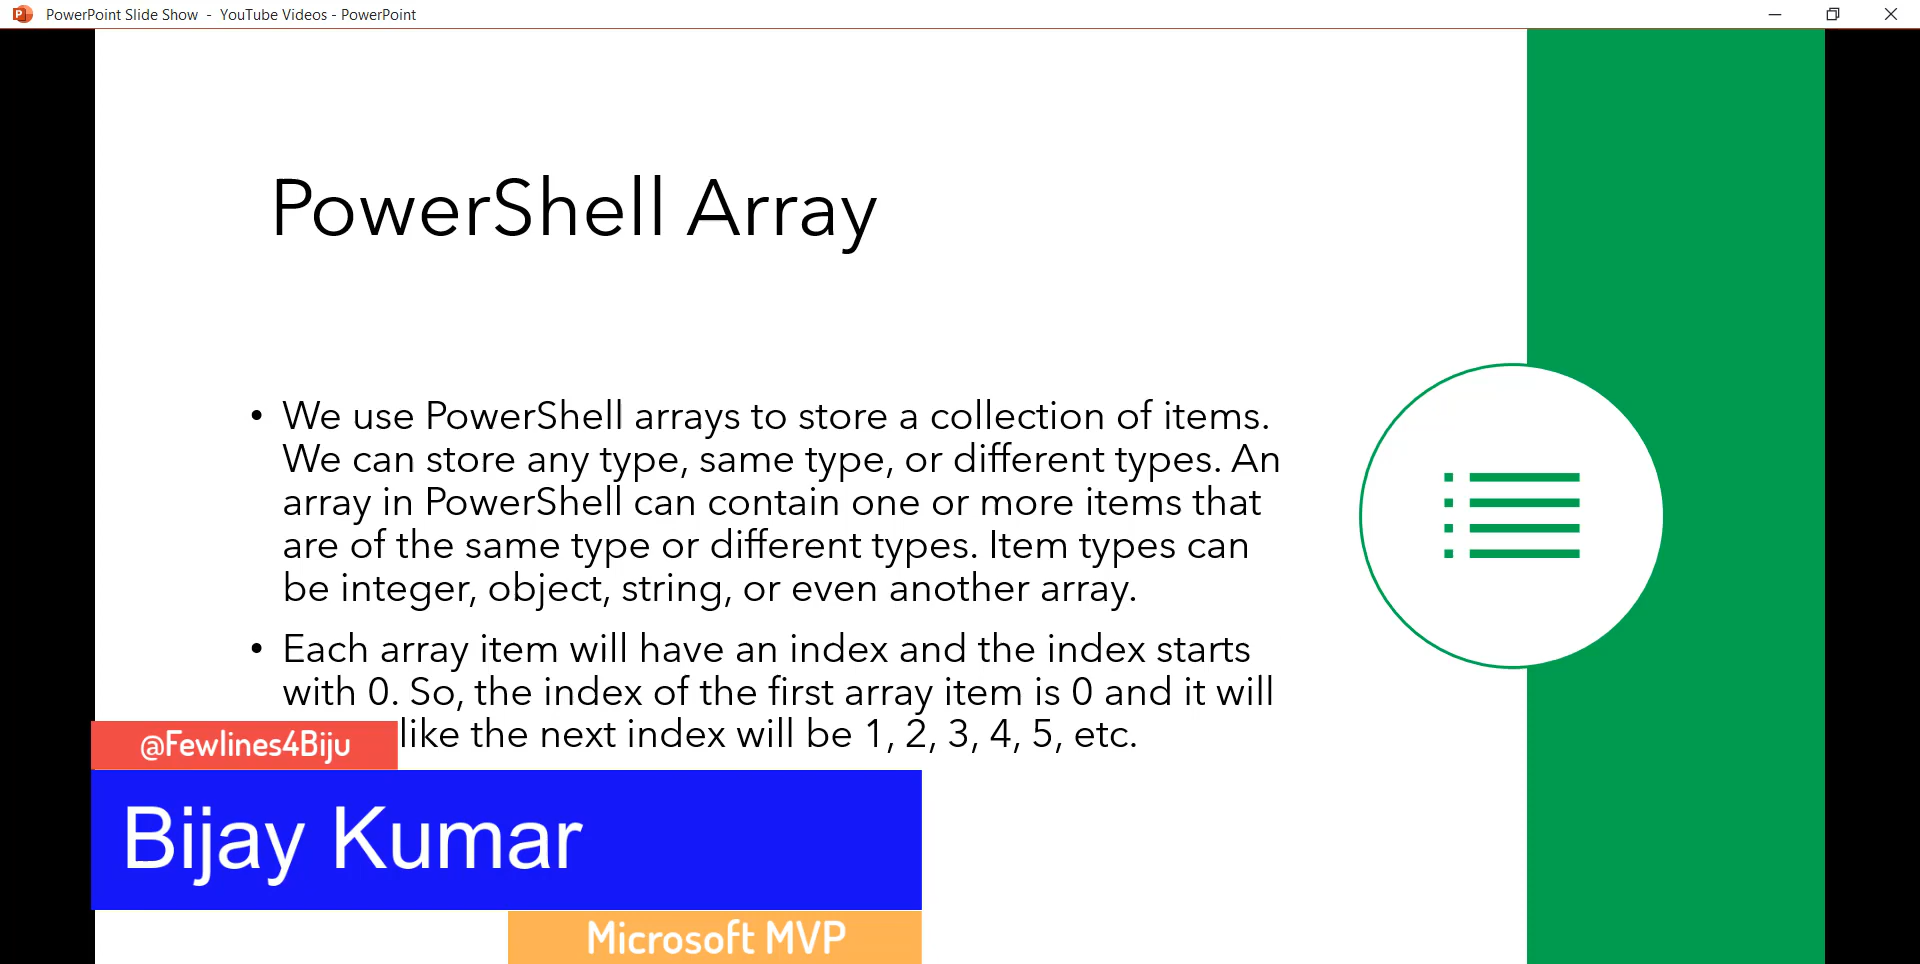 PowerPoint Slide Show - YouTube Videos - PowerPoint
PowerShell Array
• We use PowerShell arrays to store a collection of items.
We can store any type, same type, or different types. An
array in PowerShell can contain one or more items that
are of the same type or different types. Item types can
be integer, object, string, or even another array.
• Each array item will have an index and the index starts
with 0. So, the index of the first array item is 0 and it will
like the next index will be 1, 2, 3, 4, 5, etc.
@Fewlines4Biju
Bijay Kumar
Microsoft MVP